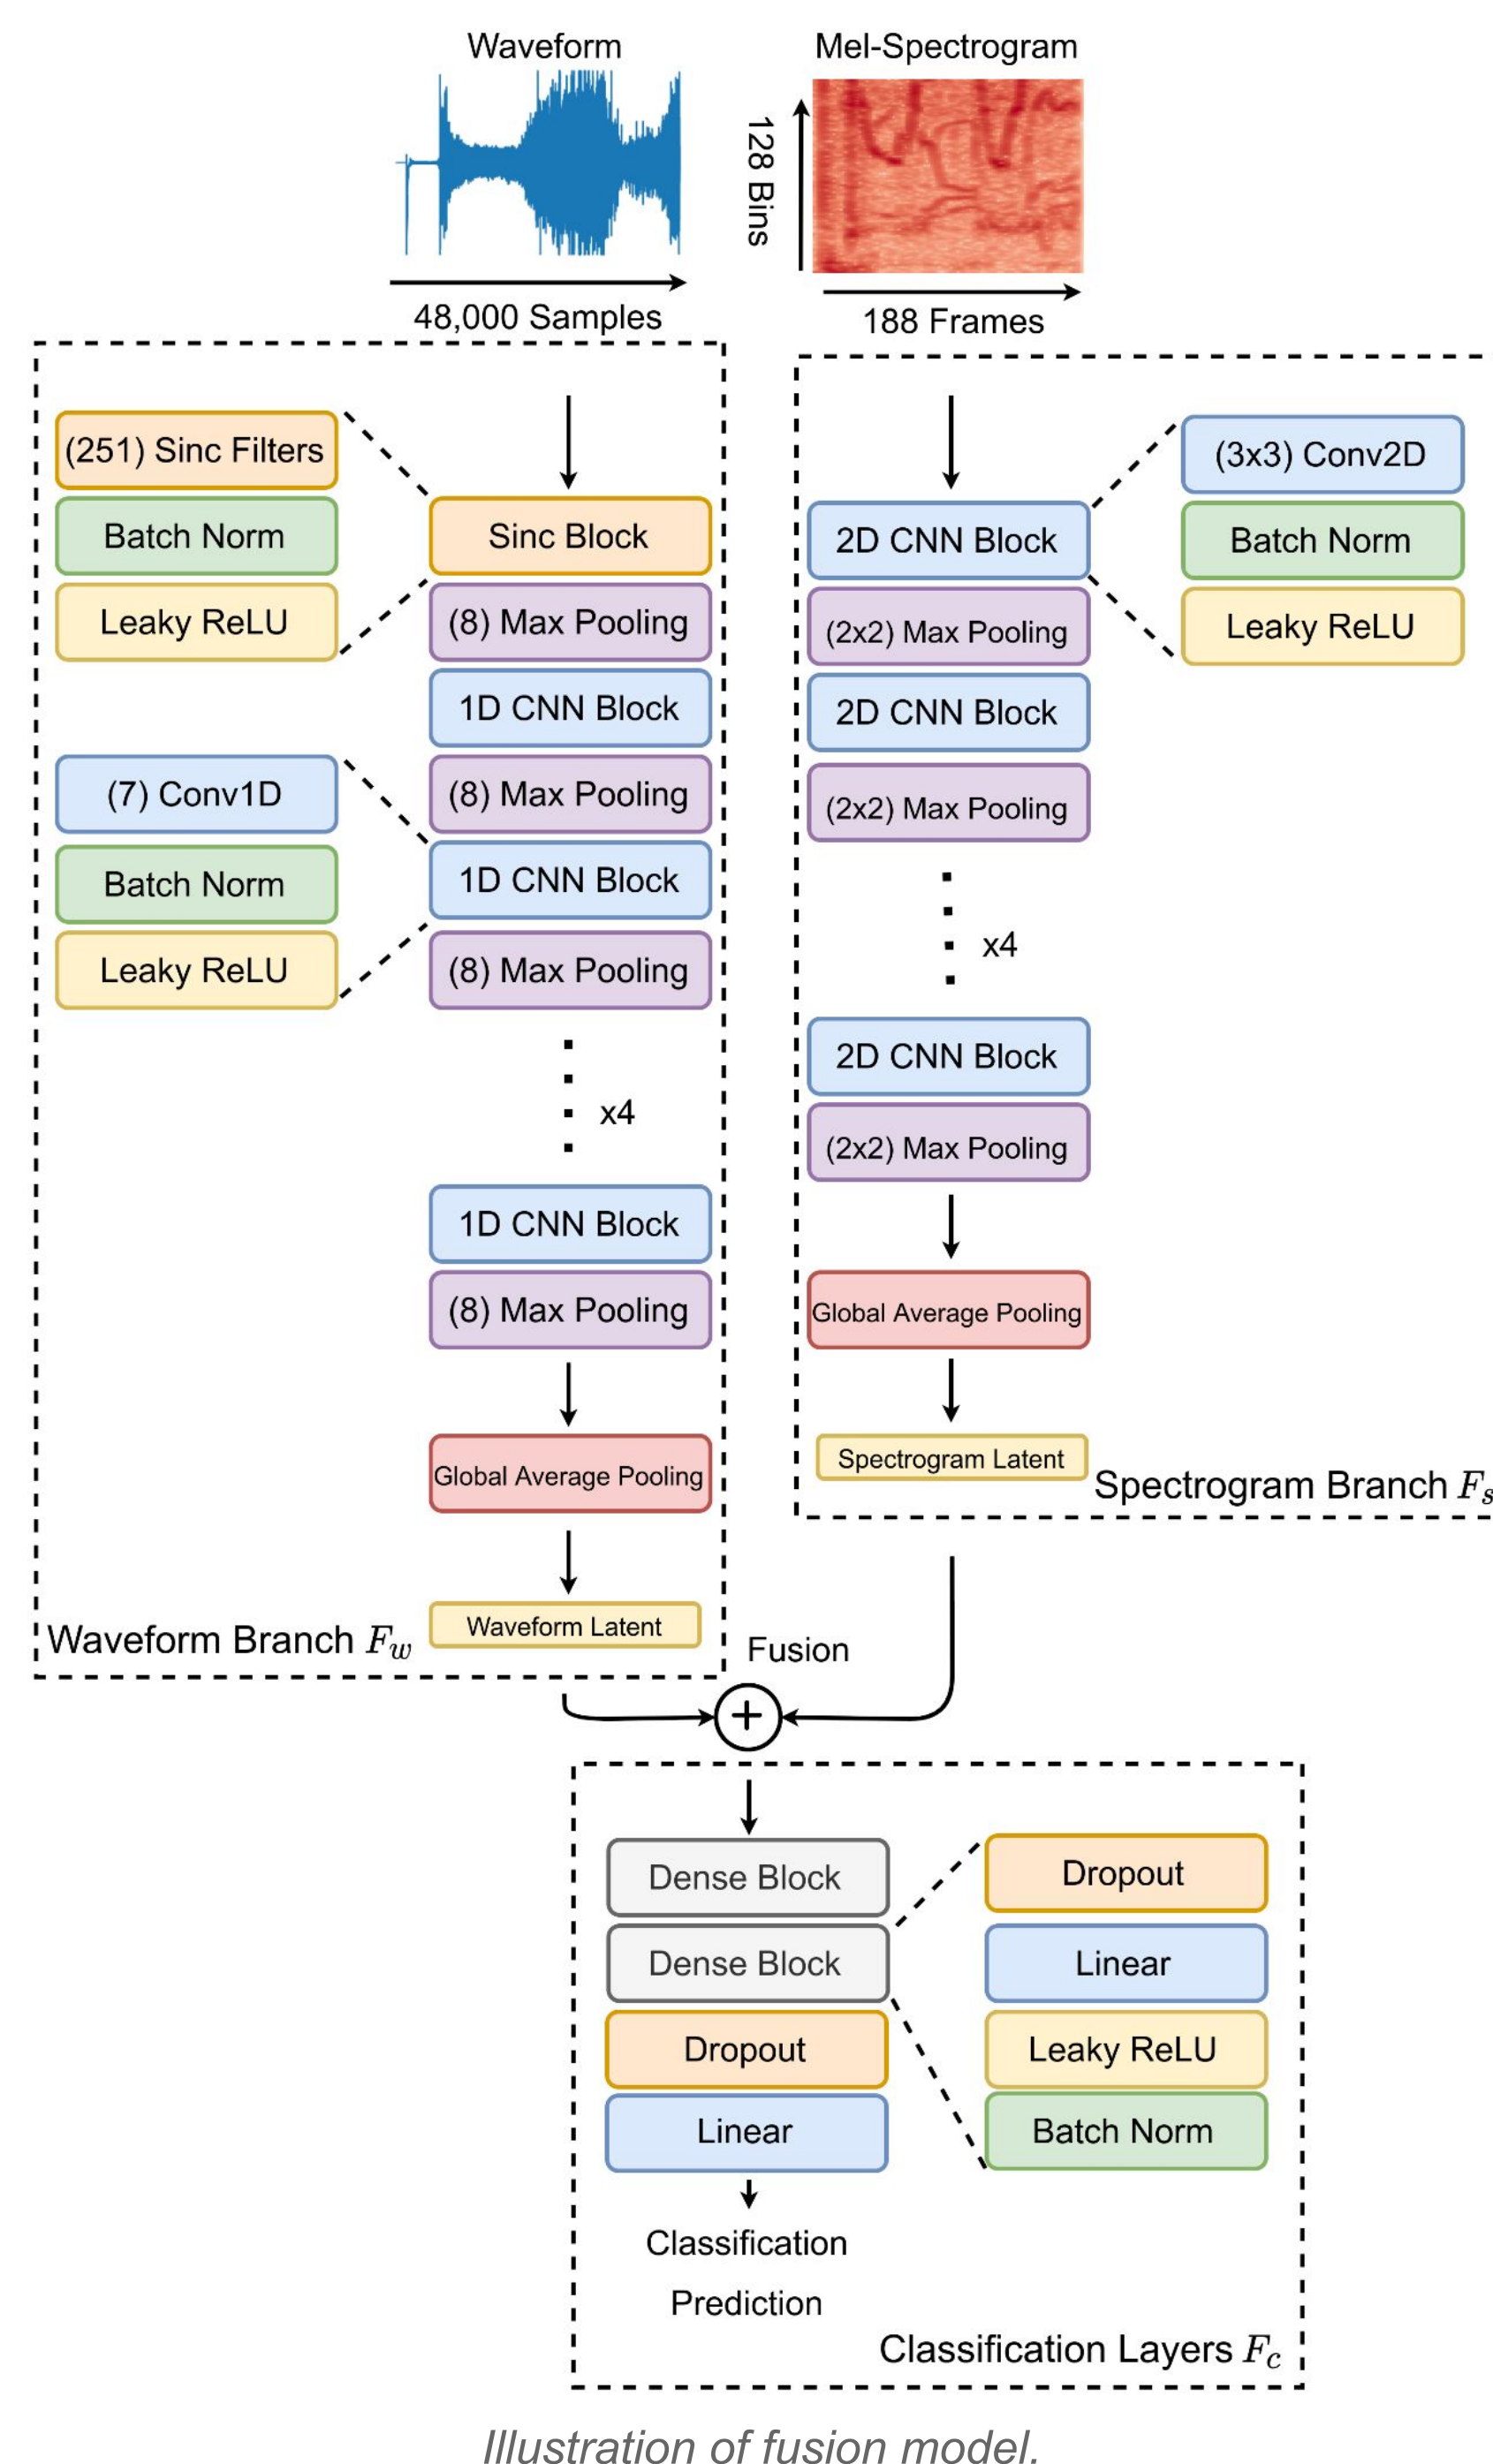 Waveform
Mel-Spectrogram
128 Bins
48,000 Samples
188 Frames
(251) Sinc Filters
Batch Norm
Leaky ReLU
Sinc Block
(8) Max Pooling
1D CNN Block
(8) Max Pooling
(7) Conv1D
Batch Norm
Leaky ReLU
1D CNN Block
(8) Max Pooling
x4
1D CNN Block
(8) Max Pooling
Global Average Pooling
Waveform Latent
Waveform Branch F_w
2D CNN Block
(2x2) Max Pooling
(3x3) Conv2D
Batch Norm
Leaky ReLU
2D CNN Block
(2x2) Max Pooling
x4
2D CNN Block
(2x2) Max Pooling
Global Average Pooling
Spectrogram Latent
Spectrogram Branch F_s
Fusion
+
Dense Block
Dense Block
Dropout
Linear
Dropout
Linear
Leaky ReLU
Batch Norm
Classification
Prediction
Classification Layers F_c
Illustration of fusion model.